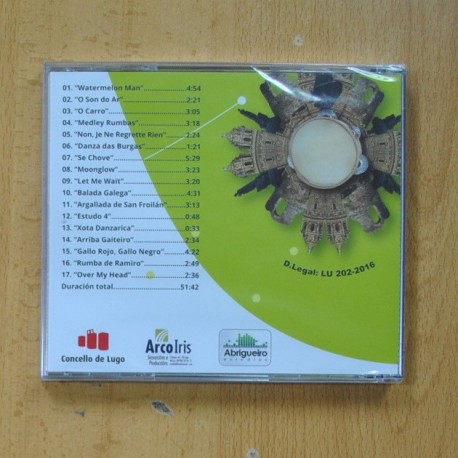 01. "Watermelon Man".................4:54
02. "O Son do Ar"........................2:21
03. "O Carro"................................3:05
04. "Medley Rumbas"..................3:18
05. "Non, Je Ne Regrette Rien"...2:24
06. "Danza das Burgas"...............1:21
07. "Se Chove"..............................5:29
08. "Moonglow"...........................3:23
09. "Let Me Wait".........................3:20
10. "Balada Galega".....................4:31
11. "Argallada de San Froilán"....3:13
12. "Estudo 4"...............................0:48
13. "Xota Danzarica"....................0:33
14. "Arriba Gaiteiro"....................2:34
15. "Gallo Rojo, Gallo Negro".....4:22
16. "Rumba de Ramiro"..............2:49
17. "Over My Head"....................2:36
Duración total............................51:42
D.Legal: LU 202-2016
Concello de Lugo
ArcoIris
Abrigueiro